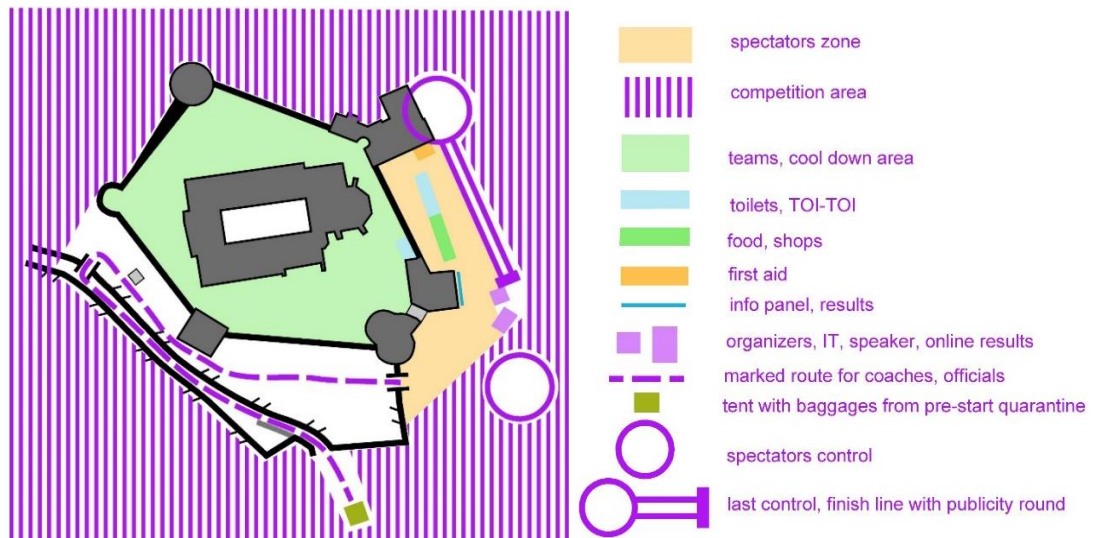 spectators zone
competition area
teams, cool down area
toilets, TOI-TOI
food, shops
first aid
info panel, results
organizers, IT, speaker, online results
marked route for coaches, officials
tent with baggages from pre-start quarantine
spectators control
last control, finish line with publicity round